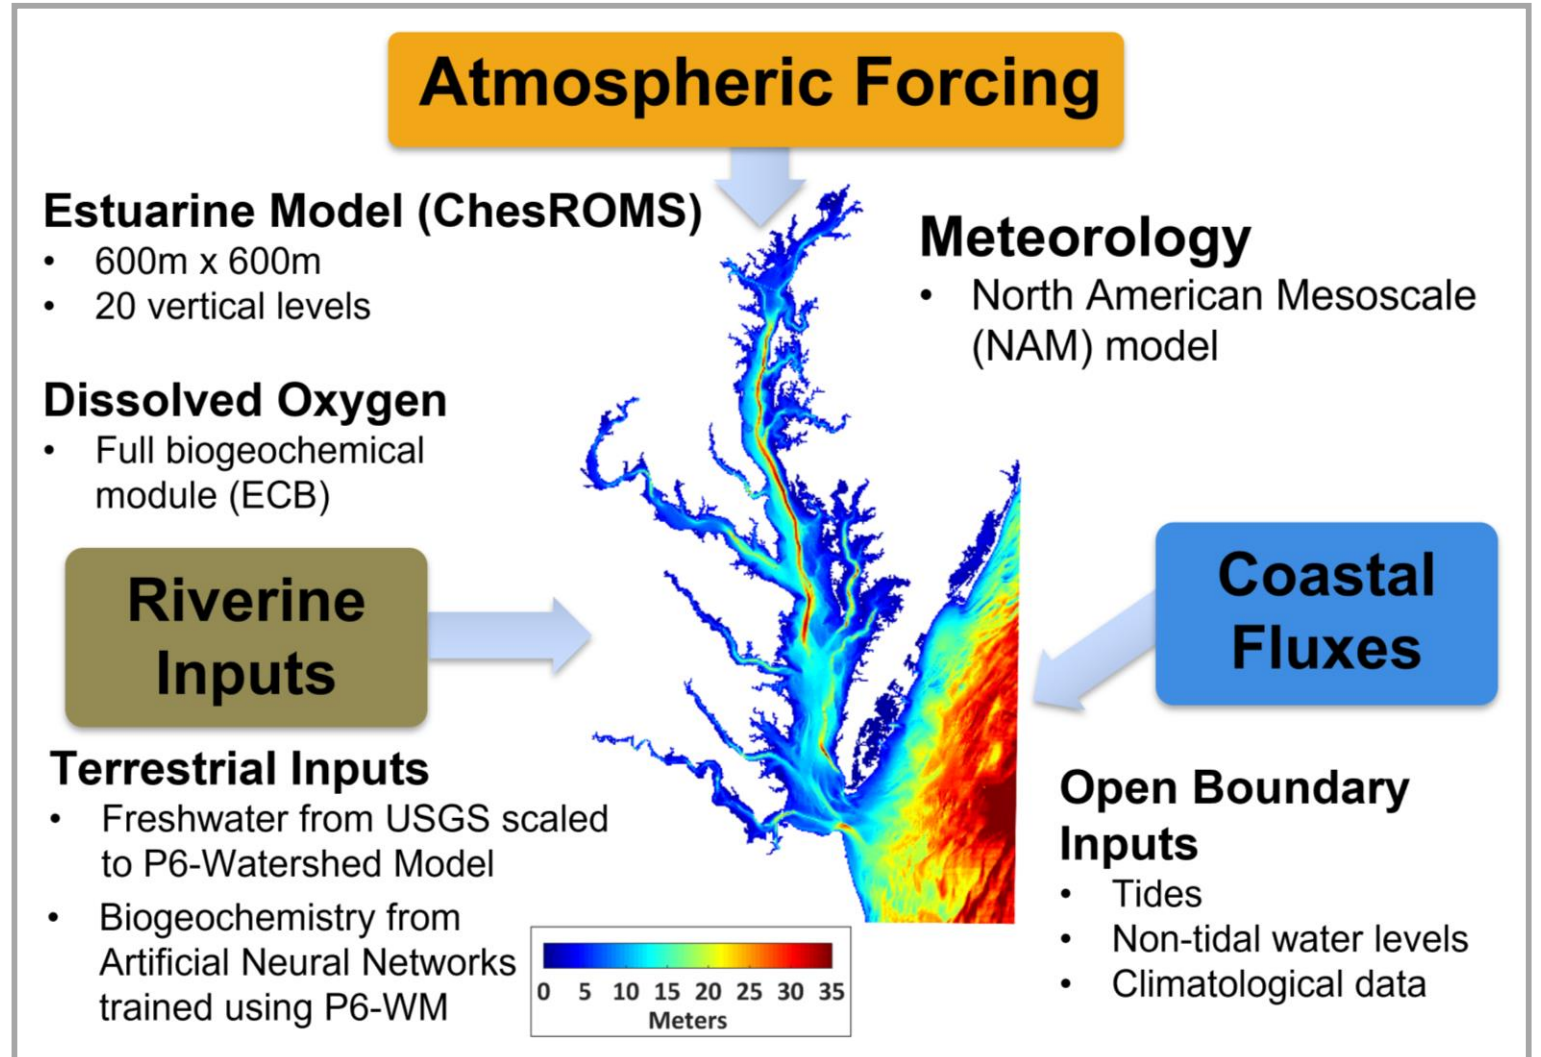 Atmospheric Forcing
Estuarine Model (ChesROMS)
• 600m x 600m
• 20 vertical levels
Meteorology
• North American Mesoscale
(NAM) model
Dissolved Oxygen
• Full biogeochemical
module (ECB)
Riverine
Inputs
Coastal
Fluxes
Terrestrial Inputs
• Freshwater from USGS scaled
to P6-Watershed Model
• Biogeochemistry from
Artificial Neural Networks
trained using P6-WM
Open Boundary
Inputs
• Tides
• Non-tidal water levels
• Climatological data
0 5 10 15 20 25 30 35
Meters